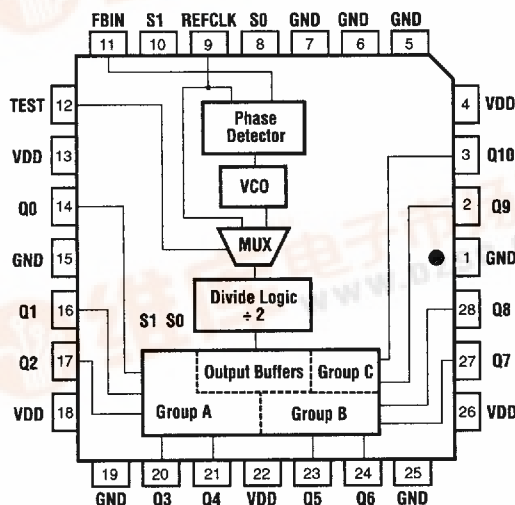 FBIN S1 REFCLK S0 GND GND GND
11 10 9 8 7 6 5
TEST 12
4 VDD
Phase
Detector
VDD 13
3 Q10
VCO
Q0 14
2 Q9
MUX
GND 15
1 GND
Divide Logic
÷ 2
S1 S0
Q1 16
28 Q8
Output Buffers
Group C
Q2 17
27 Q7
Group A
Group B
VDD 18
26 VDD
19 20 21 22 23 24 25
GND Q3 Q4 VDD Q5 Q6 GND